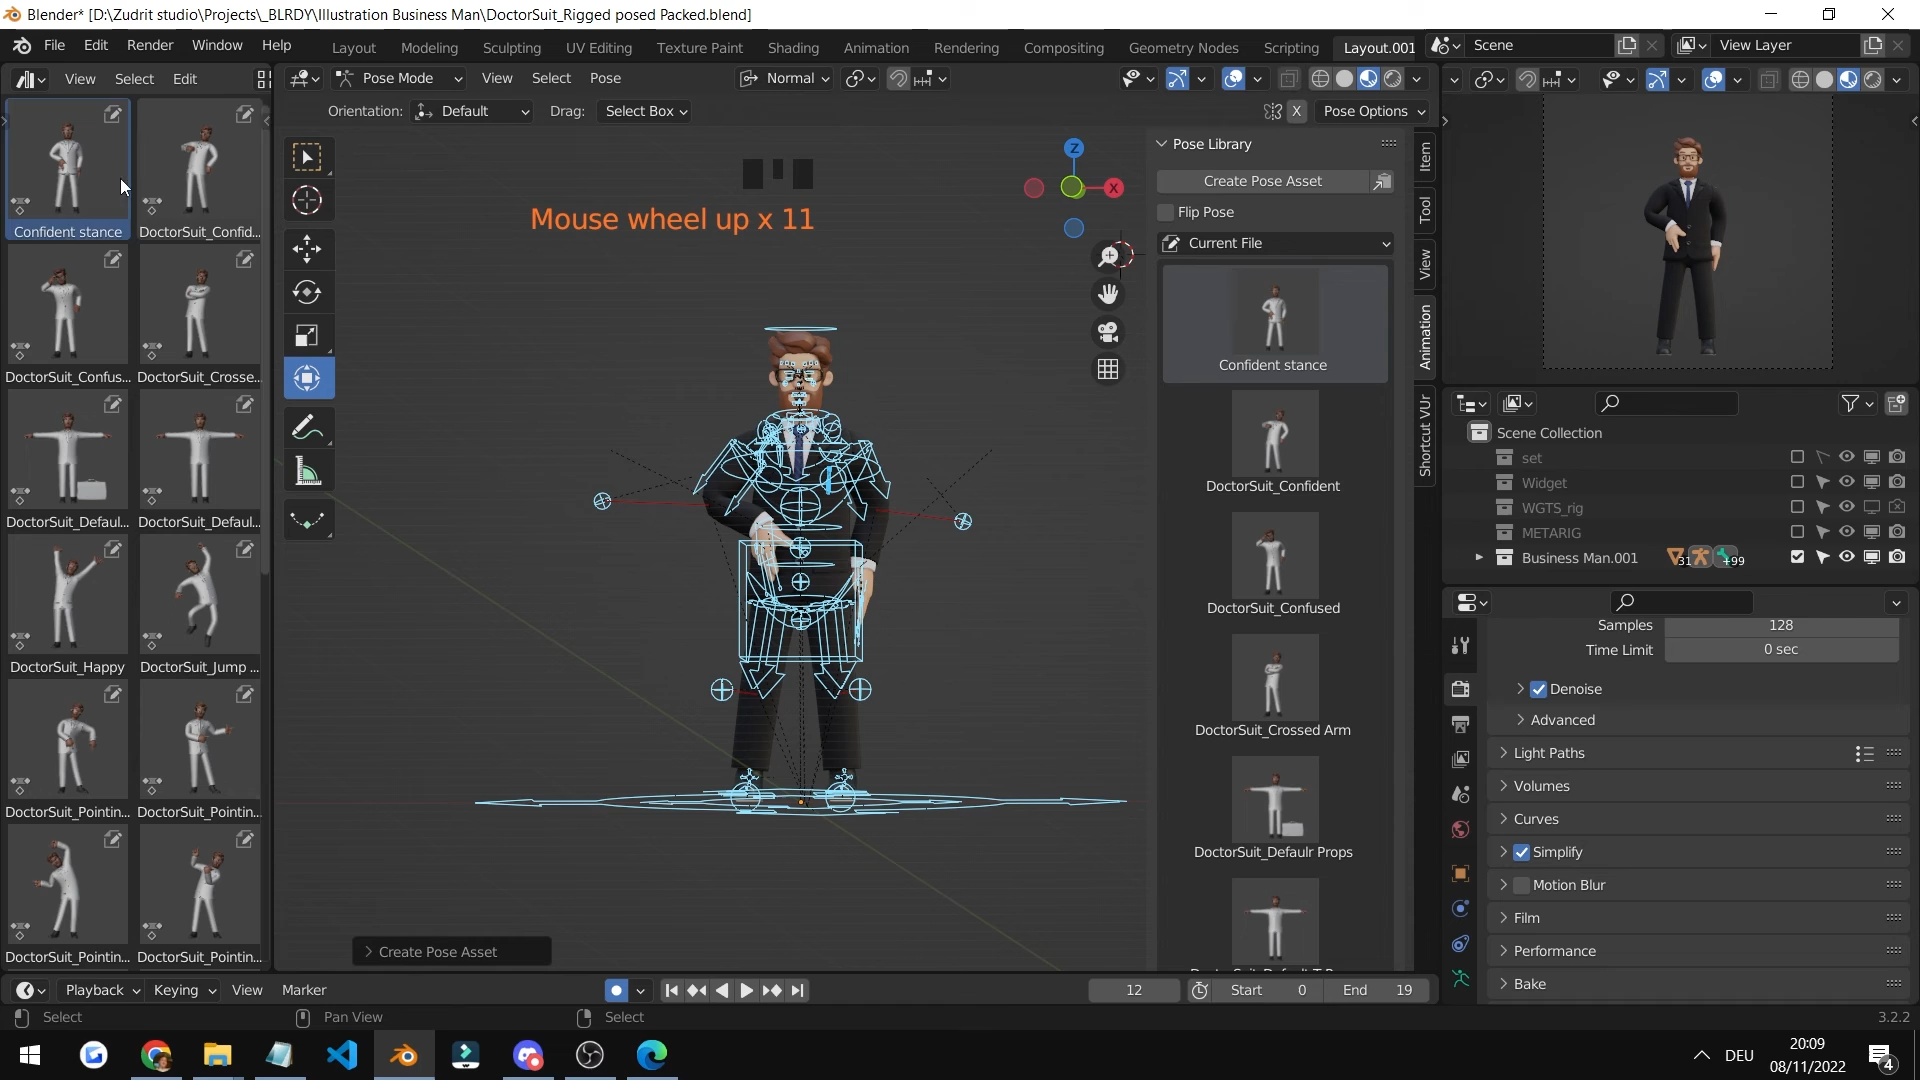 Blender* [D:\Zudrit studio\Projects\_BLRDY\Illustration Business Man\DoctorSuit_Rigged posed Packed.blend]
File Edit Render Window Help
Layout Modeling Sculpting UV Editing Texture Paint Shading Animation Rendering Compositing Geometry Nodes Scripting Layout.001
Scene
View Layer
View Select Edit
Pose Mode View Select Pose
Normal
Orientation: Default Drag: Select Box
X Pose Options
Confident stance
DoctorSuit_Confid...
DoctorSuit_Confus...
DoctorSuit_Crosse...
DoctorSuit_Defaul...
DoctorSuit_Defaul...
DoctorSuit_Happy
DoctorSuit_Jump ...
DoctorSuit_Pointin...
DoctorSuit_Pointin...
DoctorSuit_Pointin...
DoctorSuit_Pointin...
Mouse wheel up x 11
Z
X
Create Pose Asset
Pose Library
Create Pose Asset
Flip Pose
Current File
Confident stance
DoctorSuit_Confident
DoctorSuit_Confused
DoctorSuit_Crossed Arm
DoctorSuit_Defaulr Props
Item
Tool
View
Animation
Shortcut VUr
Scene Collection
set
Widget
WGTS_rig
METARIG
Business Man.001 31 +99
Samples 128
Time Limit 0 sec
Denoise
Advanced
Light Paths
Volumes
Curves
Simplify
Motion Blur
Film
Performance
Bake
Playback Keying View Marker
12 Start 0 End 19
Select Pan View Select
3.2.2
DEU
20:09
08/11/2022
4